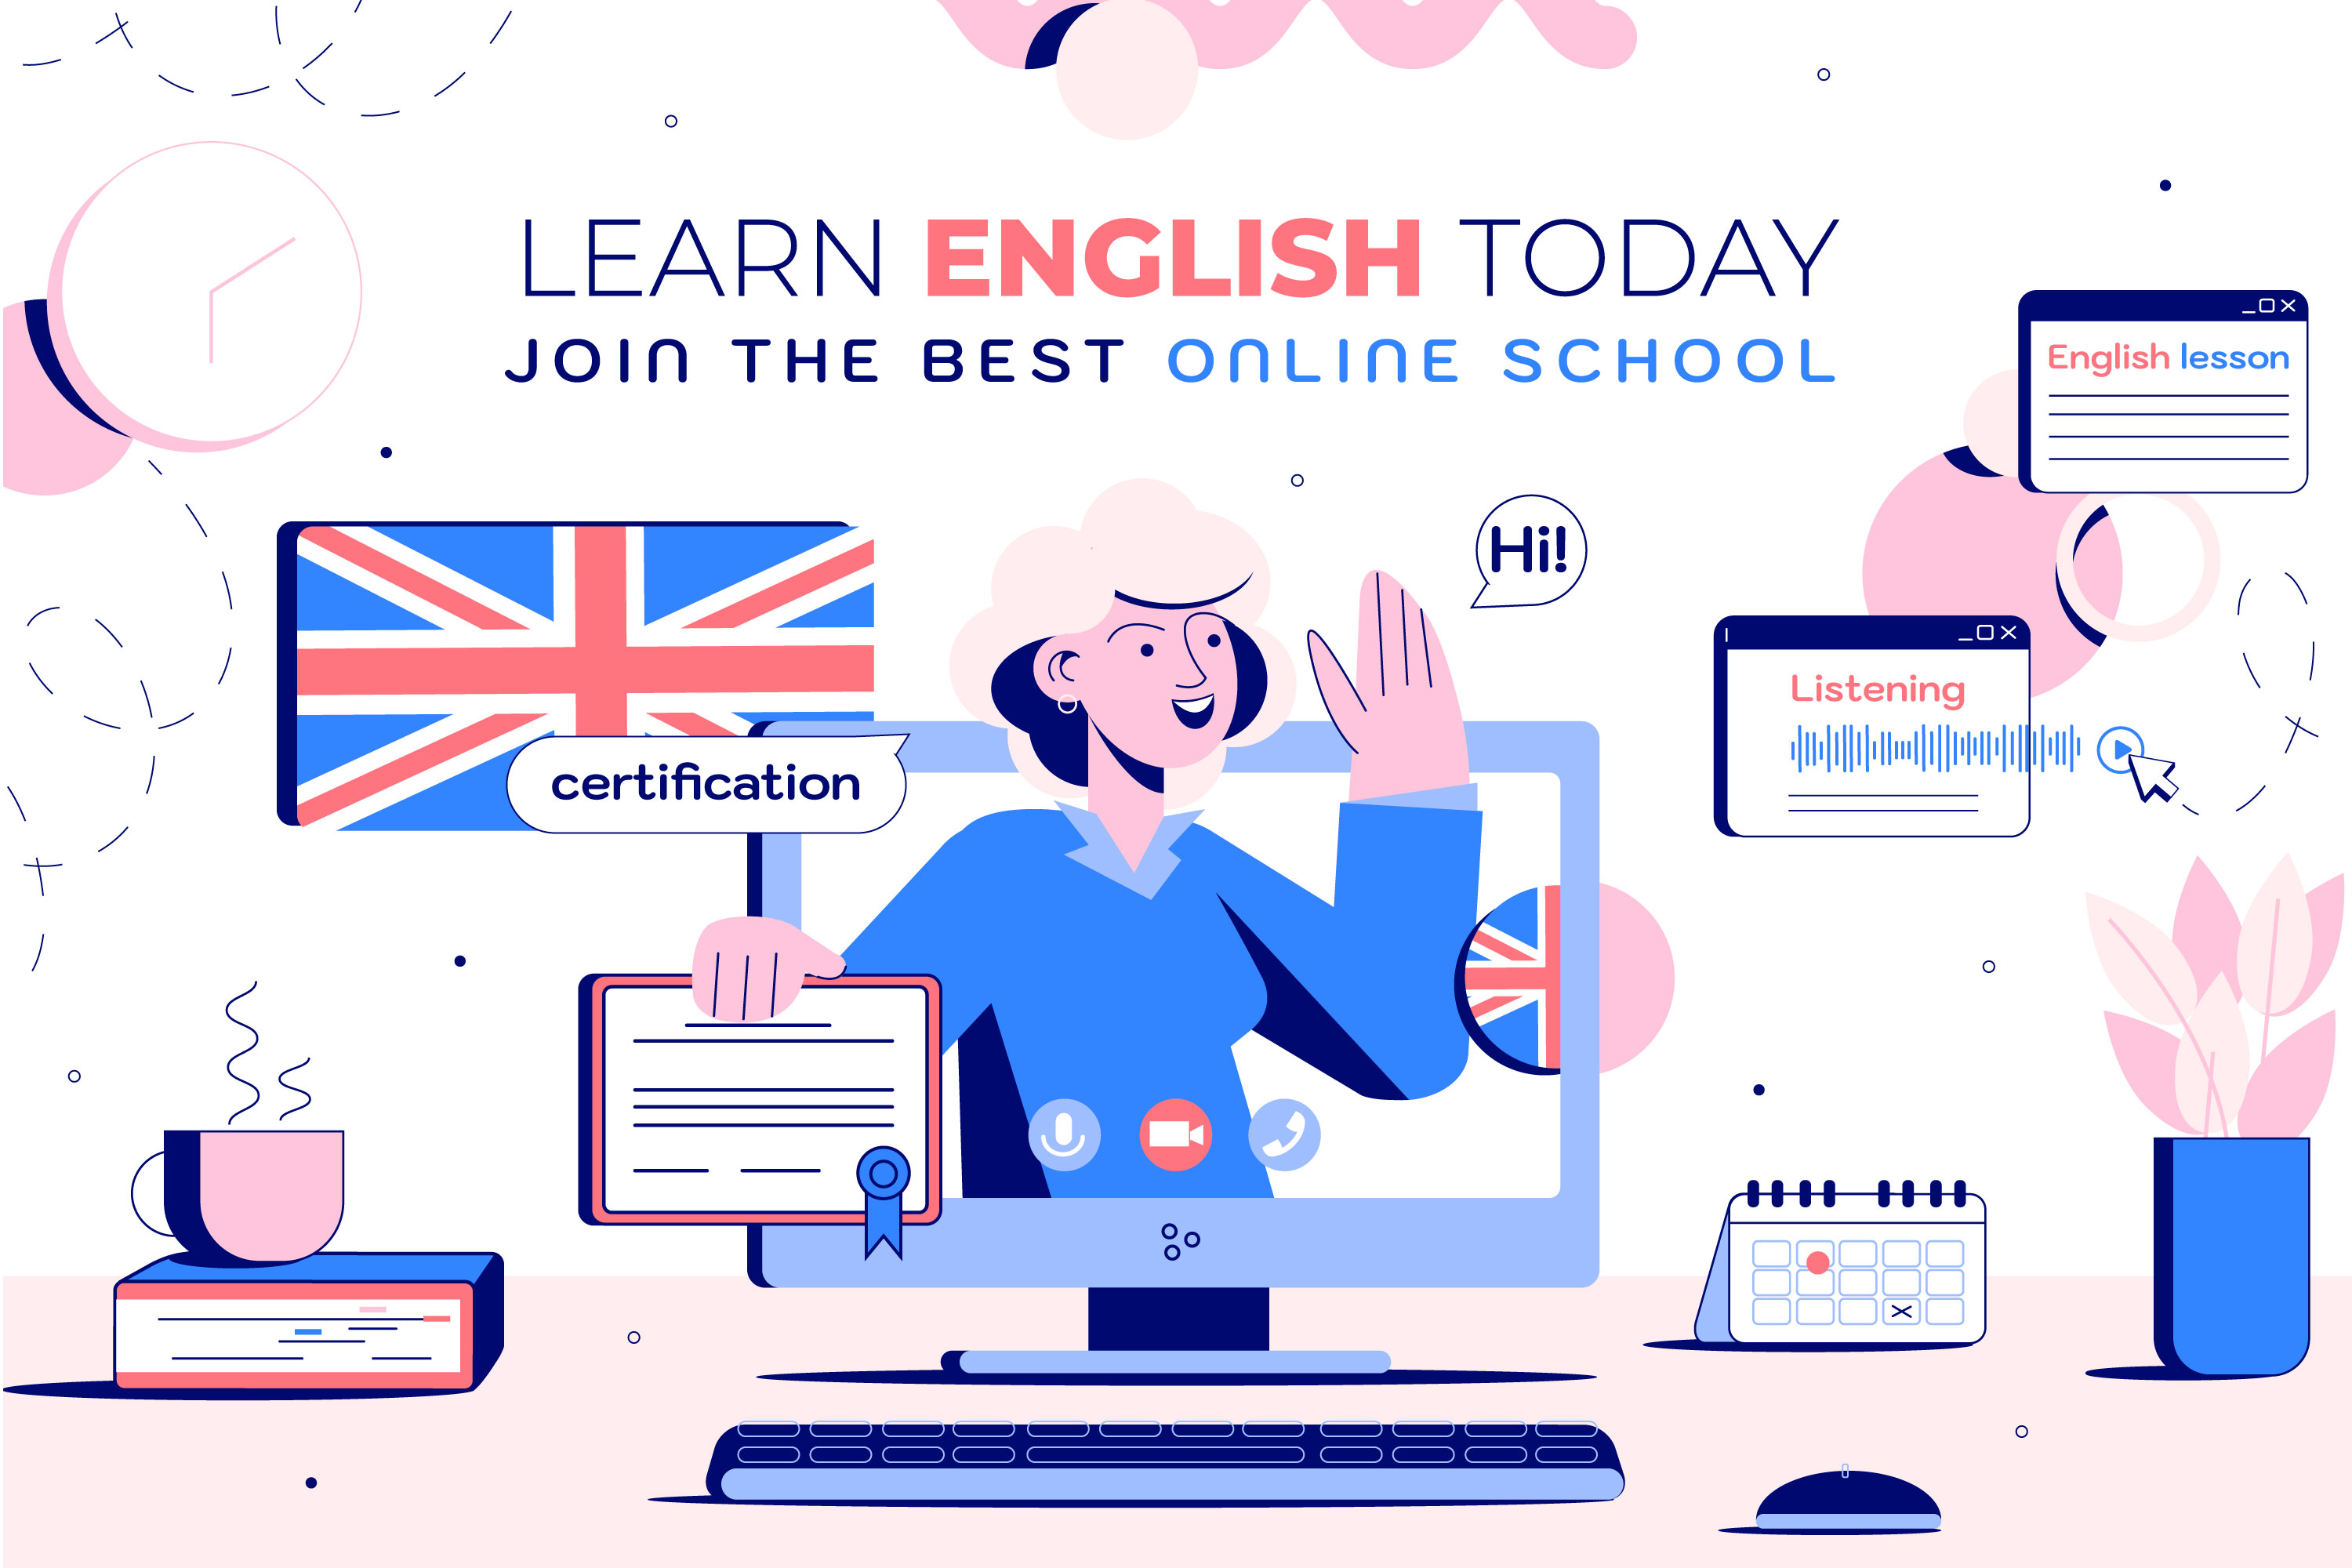 LEARN ENGLISH TODAY
JOIN THE BEST ONLINE SCHOOL
English lesson
Hi!
Listening
certification